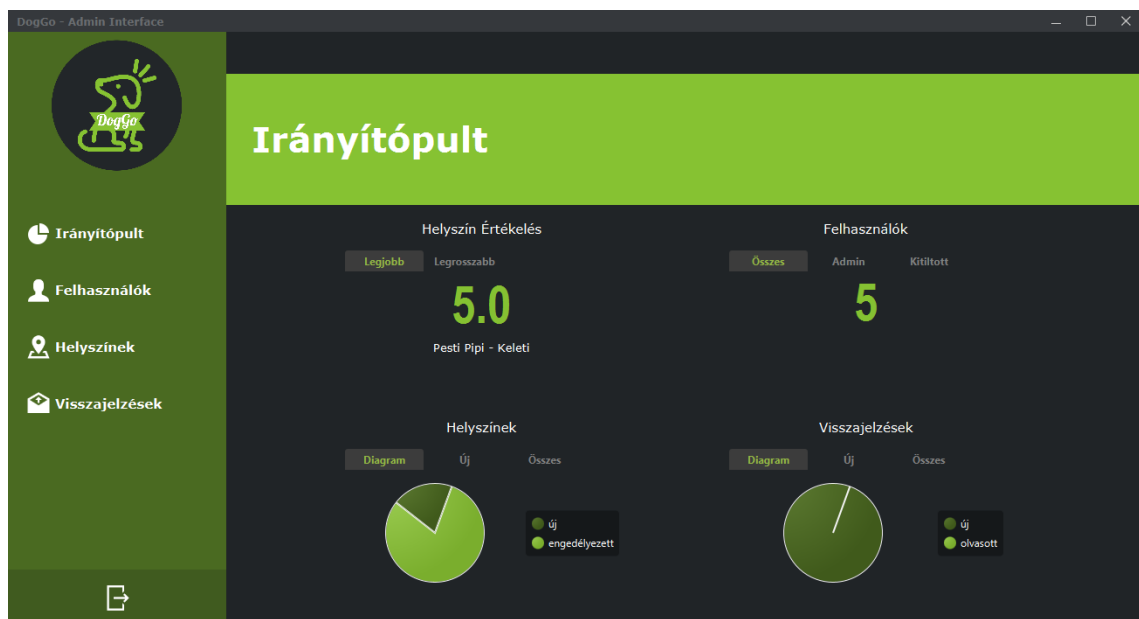 DogGo - Admin Interface
DogGo
Irányítópult
Irányítópult
Felhasználók
Helyszínek
Visszajelzések
Helyszín Értékelés
Legjobb Legrosszabb
5.0
Pesti Pipi - Keleti
Felhasználók
Összes Admin Kitiltott
5
Helyszínek
Diagram Új Összes
új
engedélyezett
Visszajelzések
Diagram Új Összes
új
olvasott